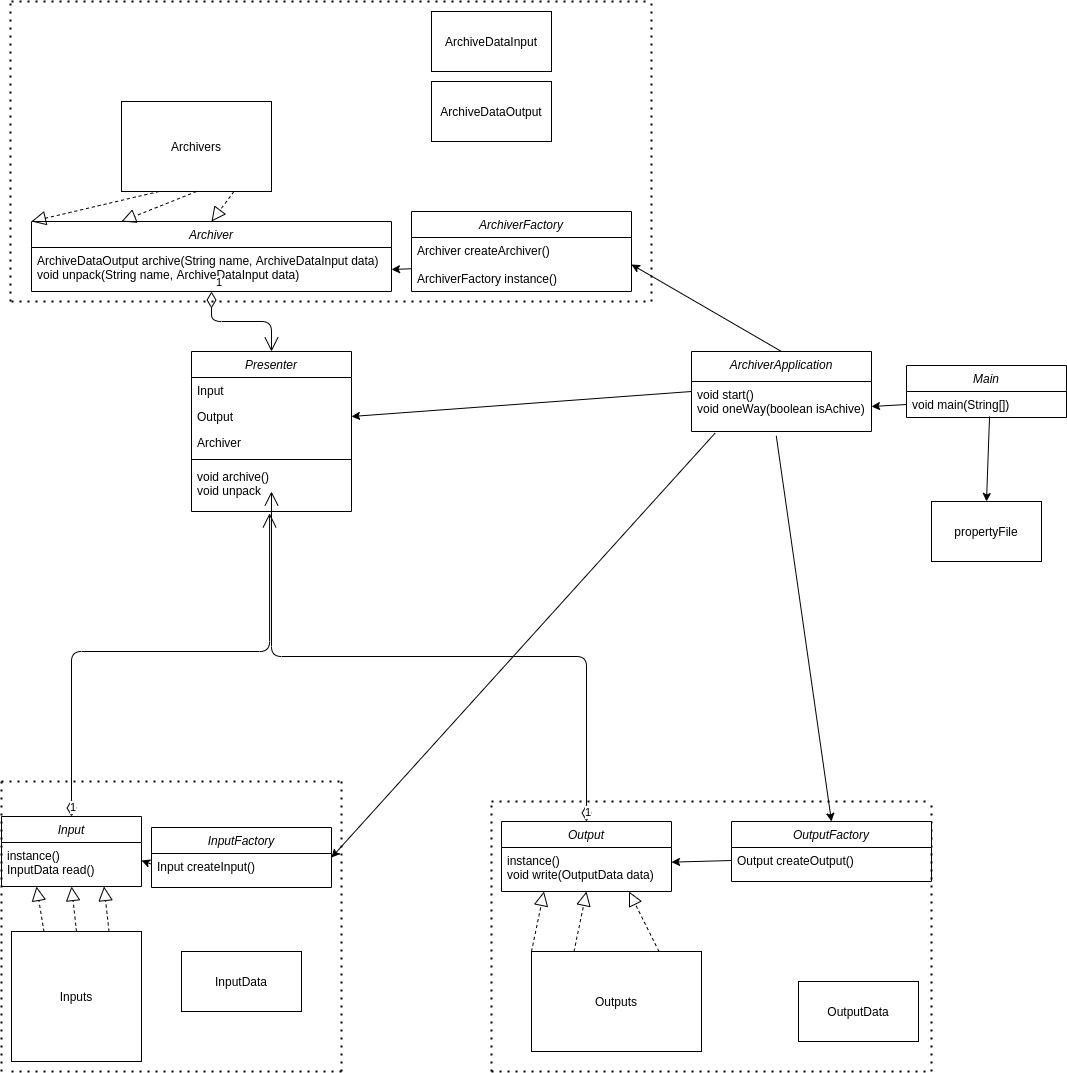 ArchiveDataInput
ArchiveDataOutput
Archivers
Archiver
ArchiveDataOutput archive(String name, ArchiveDataInput data)
void unpack(String name, ArchiveDataInput data)
1
ArchiverFactory
Archiver createArchiver()
ArchiverFactory instance()
Presenter
Input
Output
Archiver
void archive()
void unpack
ArchiverApplication
void start()
void oneWay(boolean isAchive)
Main
void main(String[])
propertyFile
1
Input
instance()
InputData read()
InputFactory
Input createInput()
Inputs
InputData
1
Output
instance()
void write(OutputData data)
OutputFactory
Output createOutput()
Outputs
OutputData